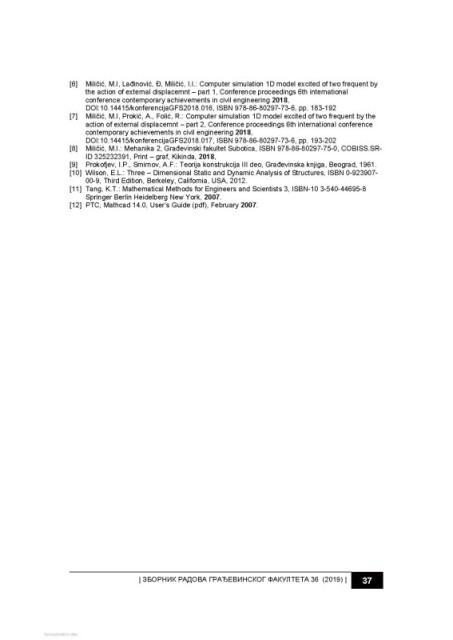 [6] Miličić, M.I, Lađinović, Đ, Miličić, I.I.: Computer simulation 1D model excited of two frequent by
the action of external displacemnt – part 1, Conference proceedings 6th international
conference contemporary achievements in civil engineering 2018,
DOI:10.14415/konferencijaGFS2018.016, ISBN 978-86-80297-73-6, pp. 183-192
[7] Miličić, M.I, Prokić, A., Folić, R.: Computer simulation 1D model excited of two frequent by the
action of external displacemnt – part 2, Conference proceedings 6th international conference
contemporary achievements in civil engineering 2018,
DOI:10.14415/konferencijaGFS2018.017, ISBN 978-86-80297-73-6, pp. 193-202
[8] Miličić, M.I.: Mehanika 2, Građevinski fakultet Subotica, ISBN 978-86-80297-75-0, COBISS.SR-
ID 325232391, Print – graf, Kikinda, 2018.
[9] Prokofjev, I.P., Smirnov, A.F.: Teorija konstrukcija III deo, Građevinska knjiga, Beograd, 1961.
[10] Wilson, E.L.: Three – Dimensional Static and Dynamic Analysis of Structures, ISBN 0-923907-
00-9, Third Edition, Berkeley, California, USA, 2012.
[11] Tang, K.T.: Mathematical Methods for Engineers and Scientists 3, ISBN-10 3-540-44695-8
Springer Berlin Heidelberg New York, 2007.
[12] PTC, Mathcad 14.0, User's Guide (pdf), February 2007.
| ЗБОРНИК РАДОВА ГРАЂЕВИНСКОГ ФАКУЛТЕТА 36 (2019) | 37